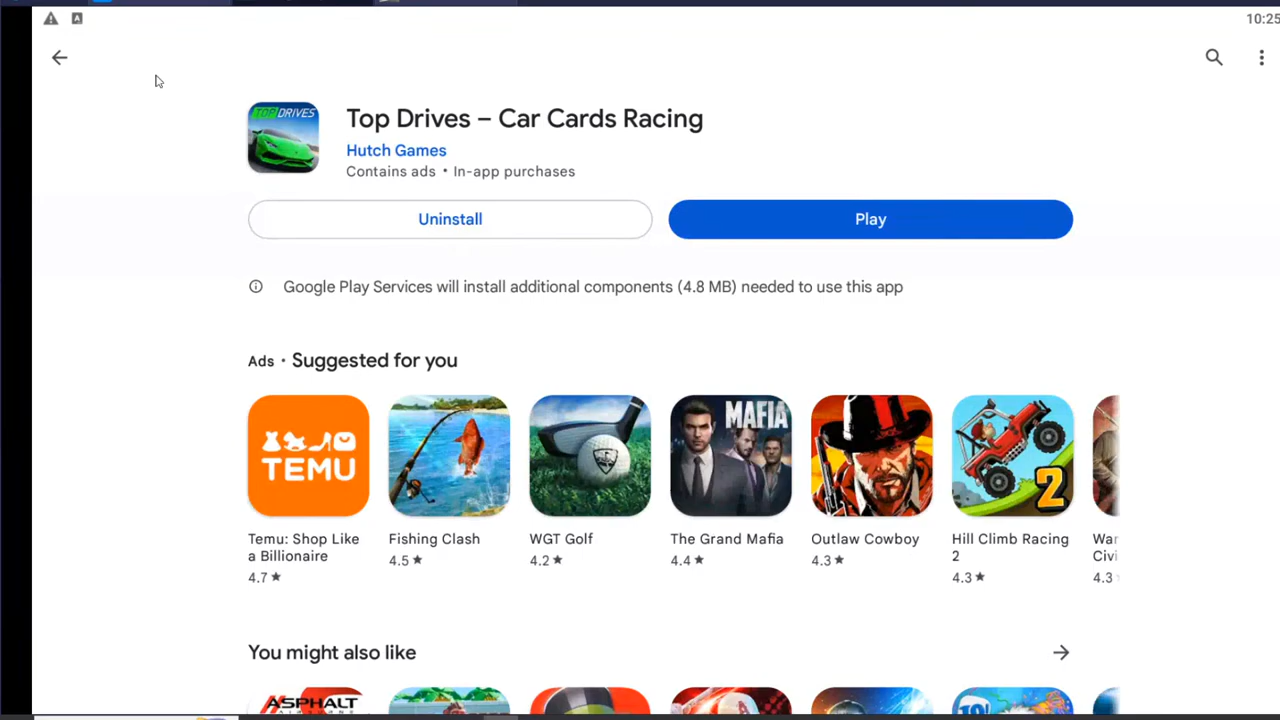 10:25
TOP DRIVES
Top Drives – Car Cards Racing
Hutch Games
Contains ads • In-app purchases
Uninstall
Play
Google Play Services will install additional components (4.8 MB) needed to use this app
Ads • Suggested for you
TEMU
MAFIA
2
Temu: Shop Like a Billionaire
4.7 ★
Fishing Clash
4.5 ★
WGT Golf
4.2 ★
The Grand Mafia
4.4 ★
Outlaw Cowboy
4.3 ★
Hill Climb Racing 2
4.3 ★
4.3
You might also like
ASPHALT